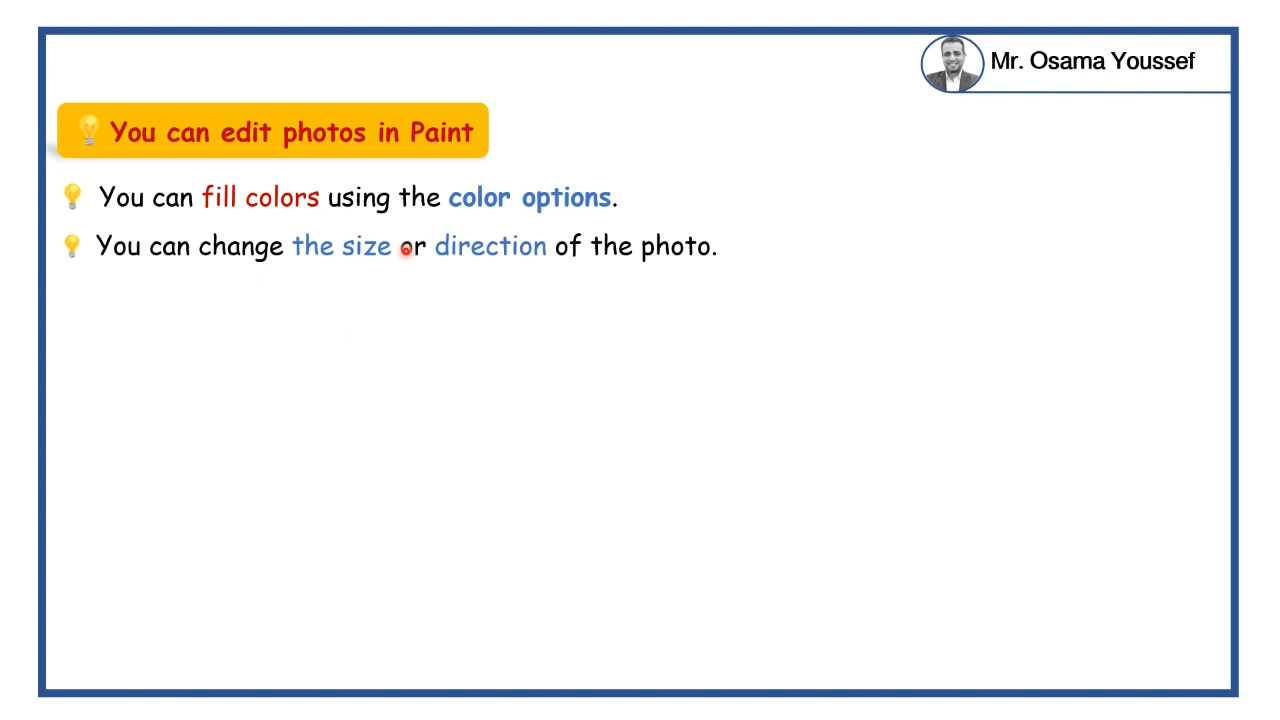 Mr. Osama Youssef
You can edit photos in Paint
You can fill colors using the color options.
You can change the size or direction of the photo.